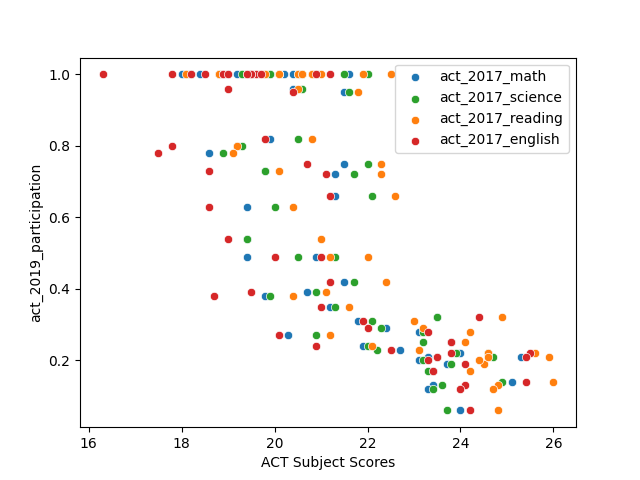 act_2017_math
act_2017_science
act_2017_reading
act_2017_english
1.0
0.8
0.6
0.4
0.2
act_2019_participation
16 18 20 22 24 26
ACT Subject Scores